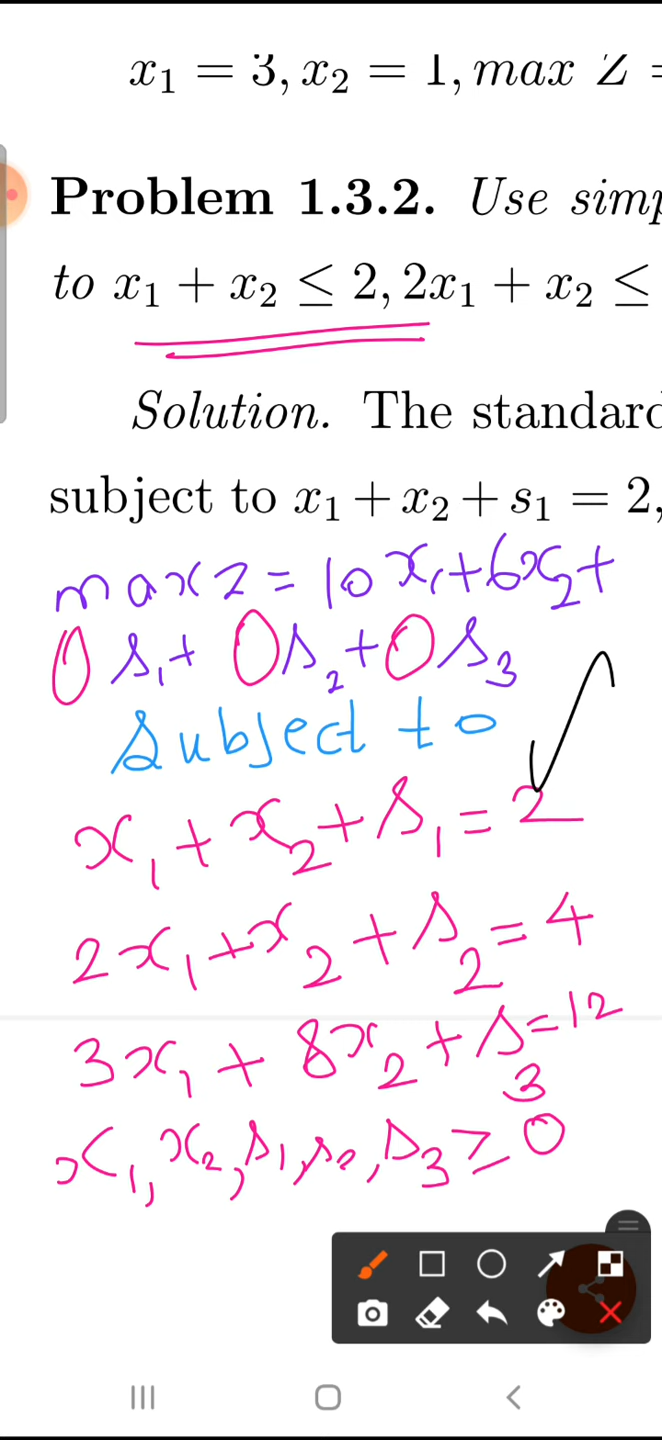 x₁ = 3, x₂ = 1, max Z =
Problem 1.3.2. Use simp
to x₁ + x₂ ≤ 2, 2x₁ + x₂ ≤
Solution. The standard
subject to x₁ + x₂ + s₁ = 2,
max z = 10x₁ + 6x₂ +
0s₁ + 0s₂ + 0s₃
Subject to
x₁ + x₂ + s₁ = 2
2x₁ + x₂ + s₂ = 4
3x₁ + 8x₂ + s₃ = 12
x₁, x₂, s₁, s₂, s₃ ≥ 0